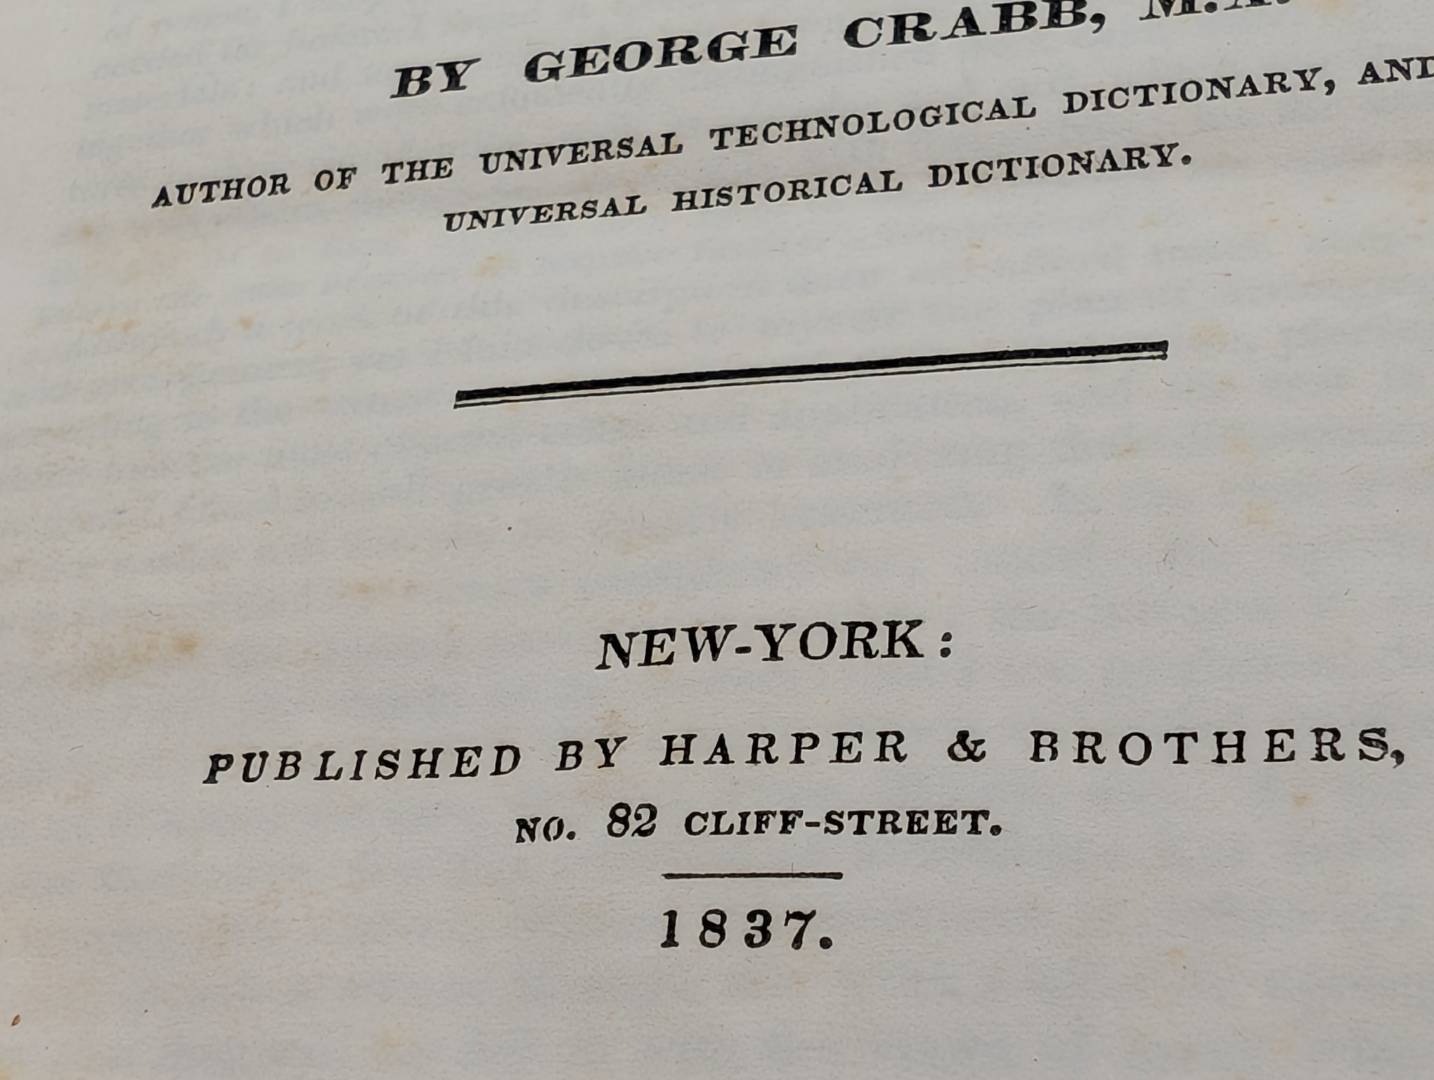 BY GEORGE CRABB, M.A.
AUTHOR OF THE UNIVERSAL TECHNOLOGICAL DICTIONARY, AND
UNIVERSAL HISTORICAL DICTIONARY.
NEW-YORK:
PUBLISHED BY HARPER & BROTHERS,
NO. 82 CLIFF-STREET.
1837.